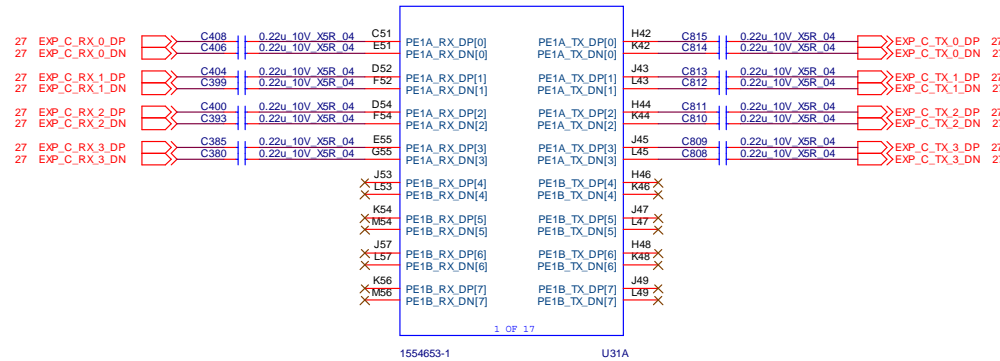 27 EXP_C_RX_0_DP C408 0.22u_10V_X5R_04 C51 PE1A_RX_DP[0] PE1A_TX_DP[0] H42 C815 0.22u_10V_X5R_04 EXP_C_TX_0_DP 27
27 EXP_C_RX_0_DN C406 0.22u_10V_X5R_04 E51 PE1A_RX_DN[0] PE1A_TX_DN[0] K42 C814 0.22u_10V_X5R_04 EXP_C_TX_0_DN 27
27 EXP_C_RX_1_DP C404 0.22u_10V_X5R_04 D52 PE1A_RX_DP[1] PE1A_TX_DP[1] J43 C813 0.22u_10V_X5R_04 EXP_C_TX_1_DP 27
27 EXP_C_RX_1_DN C399 0.22u_10V_X5R_04 F52 PE1A_RX_DN[1] PE1A_TX_DN[1] L43 C812 0.22u_10V_X5R_04 EXP_C_TX_1_DN 27
27 EXP_C_RX_2_DP C400 0.22u_10V_X5R_04 D54 PE1A_RX_DP[2] PE1A_TX_DP[2] H44 C811 0.22u_10V_X5R_04 EXP_C_TX_2_DP 27
27 EXP_C_RX_2_DN C393 0.22u_10V_X5R_04 F54 PE1A_RX_DN[2] PE1A_TX_DN[2] K44 C810 0.22u_10V_X5R_04 EXP_C_TX_2_DN 27
27 EXP_C_RX_3_DP C385 0.22u_10V_X5R_04 E55 PE1A_RX_DP[3] PE1A_TX_DP[3] J45 C809 0.22u_10V_X5R_04 EXP_C_TX_3_DP 27
27 EXP_C_RX_3_DN C380 0.22u_10V_X5R_04 G55 PE1A_RX_DN[3] PE1A_TX_DN[3] L45 C808 0.22u_10V_X5R_04 EXP_C_TX_3_DN 27
J53 PE1B_RX_DP[4] PE1B_TX_DP[4] H46
L53 PE1B_RX_DN[4] PE1B_TX_DN[4] K46
K54 PE1B_RX_DP[5] PE1B_TX_DP[5] J47
M54 PE1B_RX_DN[5] PE1B_TX_DN[5] L47
J57 PE1B_RX_DP[6] PE1B_TX_DP[6] H48
L57 PE1B_RX_DN[6] PE1B_TX_DN[6] K48
K56 PE1B_RX_DP[7] PE1B_TX_DP[7] J49
M56 PE1B_RX_DN[7] PE1B_TX_DN[7] L49
1 OF 17
1554653-1 U31A